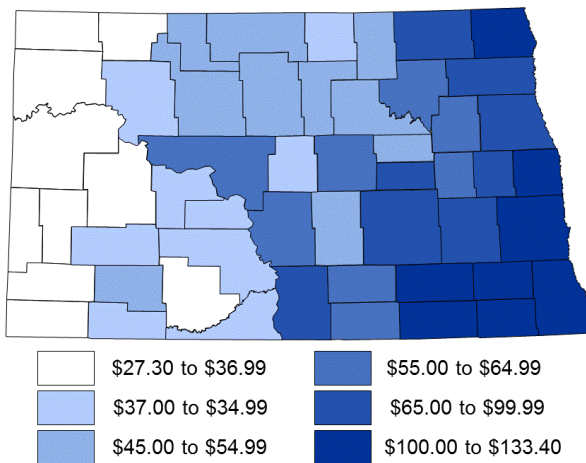 $27.30 to $36.99
$55.00 to $64.99
$37.00 to $34.99
$65.00 to $99.99
$45.00 to $54.99
$100.00 to $133.40